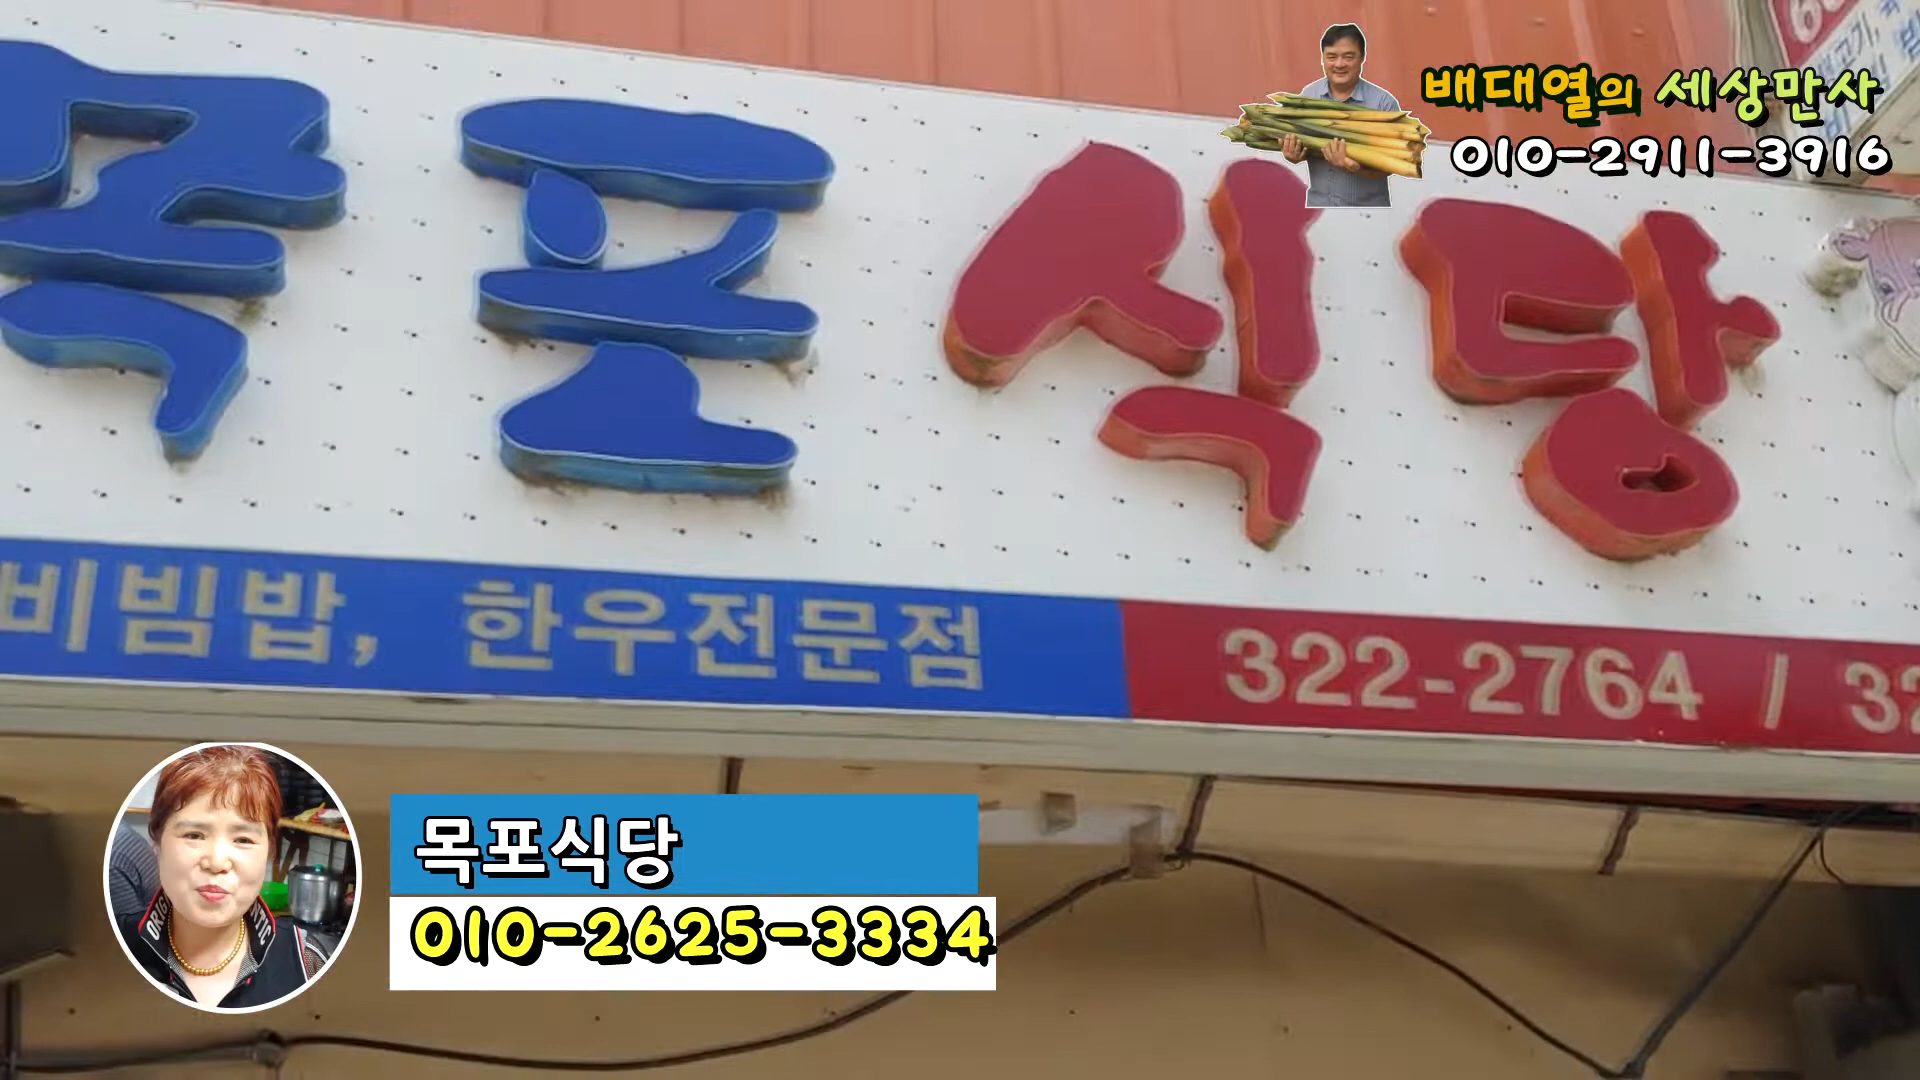 배대열의 세상만사
010-2911-3916
목포식당
비빔밥, 한우전문점
322-2764 / 32
목포식당
010-2625-3334